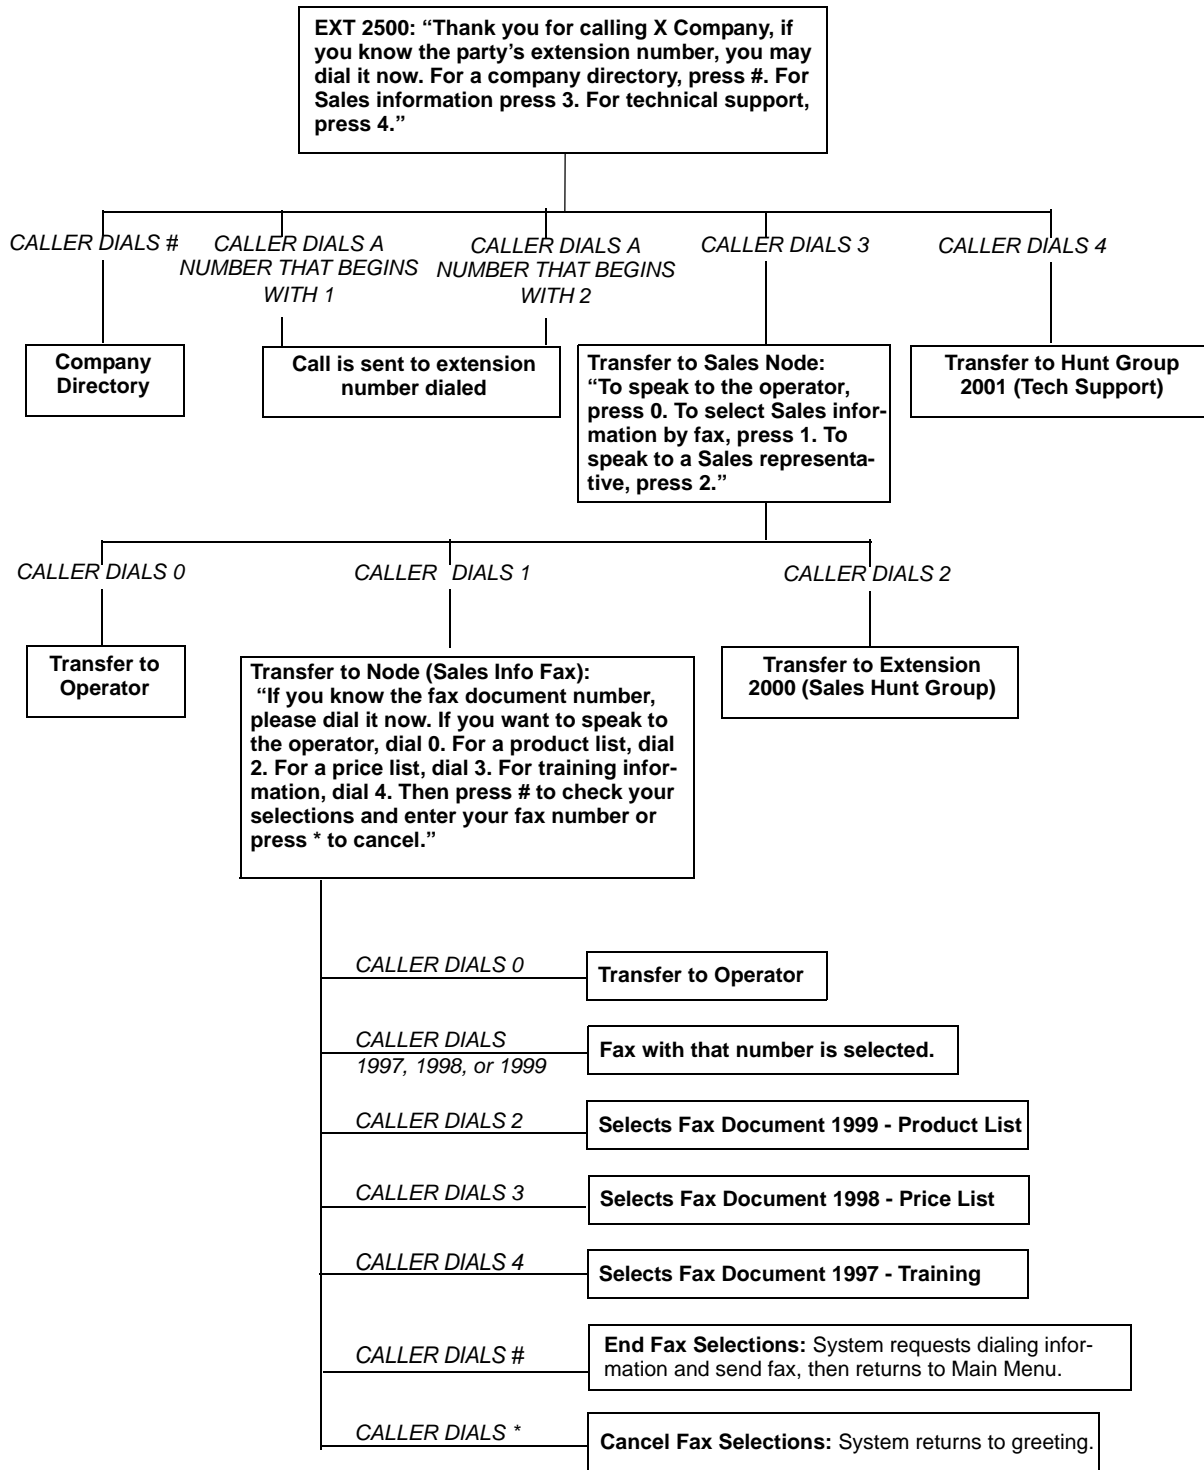 EXT 2500: “Thank you for calling X Company, if
you know the party’s extension number, you may
dial it now. For a company directory, press #. For
Sales information press 3. For technical support,
press 4.”
CALLER DIALS #
CALLER DIALS A
NUMBER THAT BEGINS
WITH 1
CALLER DIALS A
NUMBER THAT BEGINS
WITH 2
CALLER DIALS 3
CALLER DIALS 4
Company
Directory
Call is sent to extension
number dialed
Transfer to Sales Node:
“To speak to the operator,
press 0. To select Sales infor-
mation by fax, press 1. To
speak to a Sales representa-
tive, press 2.”
Transfer to Hunt Group
2001 (Tech Support)
CALLER DIALS 0
CALLER DIALS 1
CALLER DIALS 2
Transfer to
Operator
Transfer to Node (Sales Info Fax):
“If you know the fax document number,
please dial it now. If you want to speak to
the operator, dial 0. For a product list, dial
2. For a price list, dial 3. For training infor-
mation, dial 4. Then press # to check your
selections and enter your fax number or
press * to cancel.”
Transfer to Extension
2000 (Sales Hunt Group)
CALLER DIALS 0
Transfer to Operator
CALLER DIALS
1997, 1998, or 1999
Fax with that number is selected.
CALLER DIALS 2
Selects Fax Document 1999 - Product List
CALLER DIALS 3
Selects Fax Document 1998 - Price List
CALLER DIALS 4
Selects Fax Document 1997 - Training
CALLER DIALS #
End Fax Selections: System requests dialing infor-
mation and send fax, then returns to Main Menu.
CALLER DIALS *
Cancel Fax Selections: System returns to greeting.